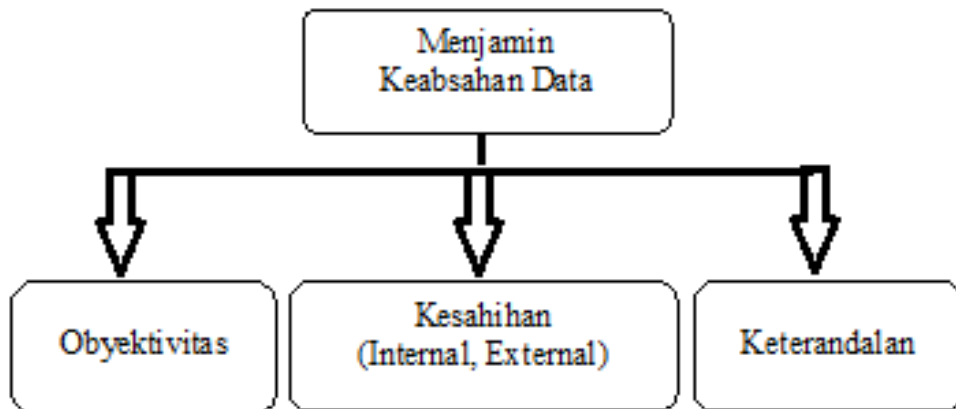 Menjamin
Keabsahan Data
Obyektivitas
Kesahihan
(Internal, External)
Keterandalan